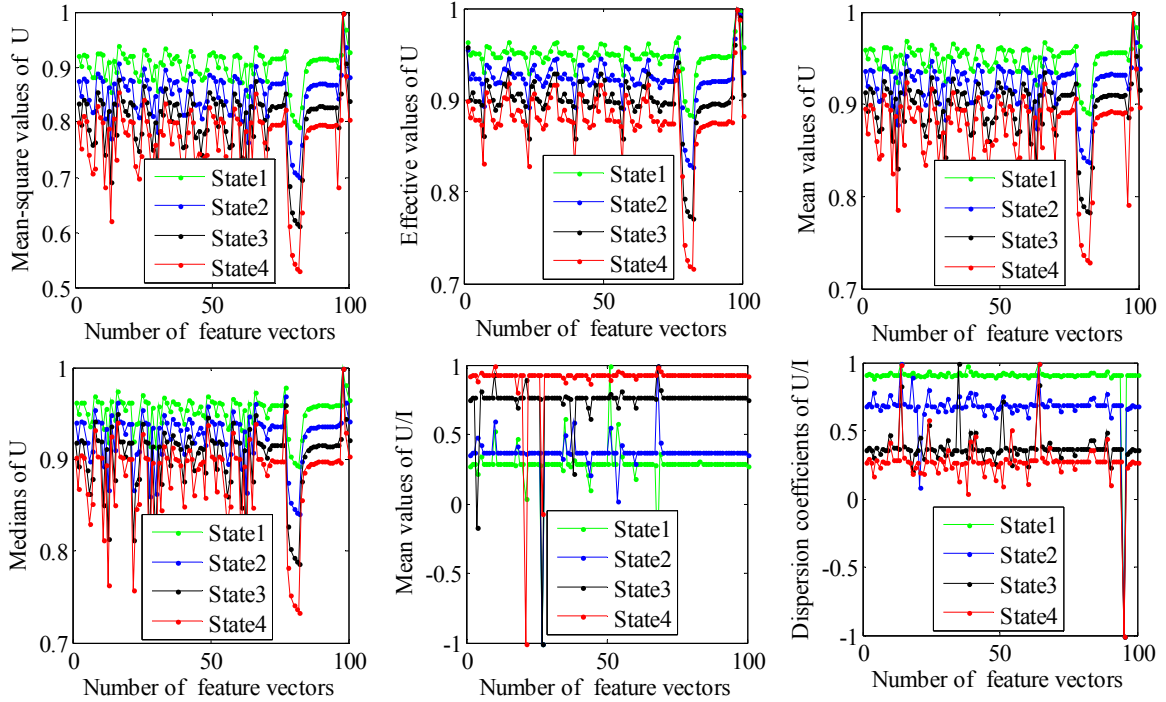 Mean-square values of U
1
0.9
0.8
0.7
0.6
0.5
0
50
100
Number of feature vectors
State1
State2
State3
State4
Effective values of U
1
0.9
0.8
0.7
0
50
100
Number of feature vectors
State1
State2
State3
State4
Mean values of U
1
0.9
0.8
0.7
0
50
100
Number of feature vectors
State1
State2
State3
State4
Medians of U
1
0.9
0.8
0.7
0
50
100
Number of feature vectors
State1
State2
State3
State4
Mean values of U/I
1
0.5
0
-0.5
-1
0
50
100
Number of feature vectors
State1
State2
State3
State4
Dispersion coefficients of U/I
1
0.5
0
0.5
-1
0
50
100
Number of feature vectors
State1
State2
State3
State4